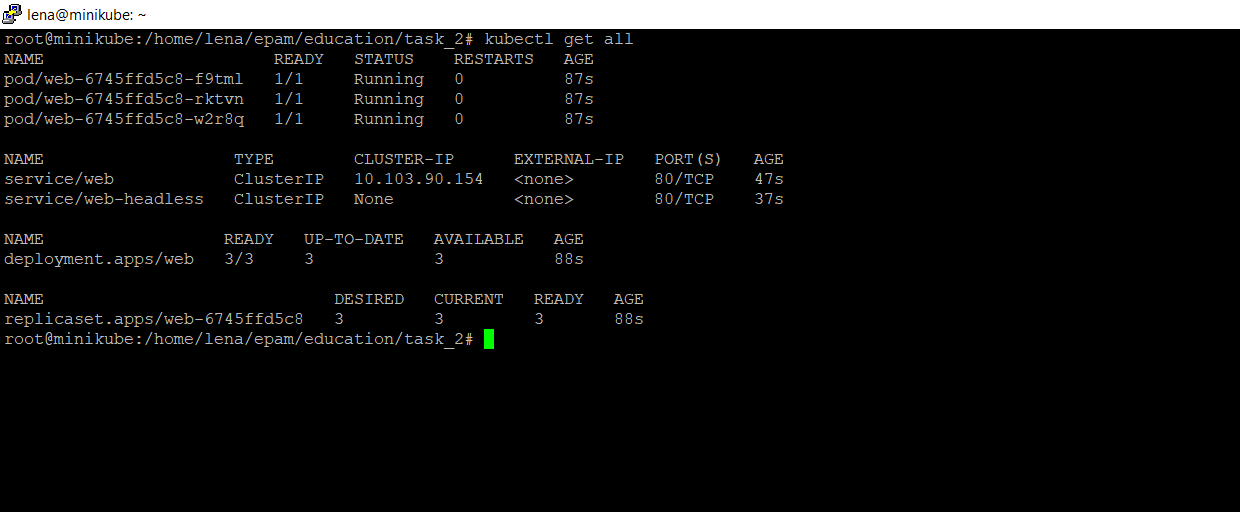 lena@minikube: ~
root@minikube:/home/lena/epam/education/task_2# kubectl get all
NAME                       READY   STATUS    RESTARTS   AGE
pod/web-6745ffd5c8-f9tml   1/1     Running   0          87s
pod/web-6745ffd5c8-rktvn   1/1     Running   0          87s
pod/web-6745ffd5c8-w2r8q   1/1     Running   0          87s
NAME                   TYPE        CLUSTER-IP      EXTERNAL-IP   PORT(S)   AGE
service/web            ClusterIP   10.103.90.154   <none>        80/TCP    47s
service/web-headless   ClusterIP   None            <none>        80/TCP    37s
NAME                  READY   UP-TO-DATE   AVAILABLE   AGE
deployment.apps/web   3/3     3            3           88s
NAME                             DESIRED   CURRENT   READY   AGE
replicaset.apps/web-6745ffd5c8   3         3         3       88s
root@minikube:/home/lena/epam/education/task_2#